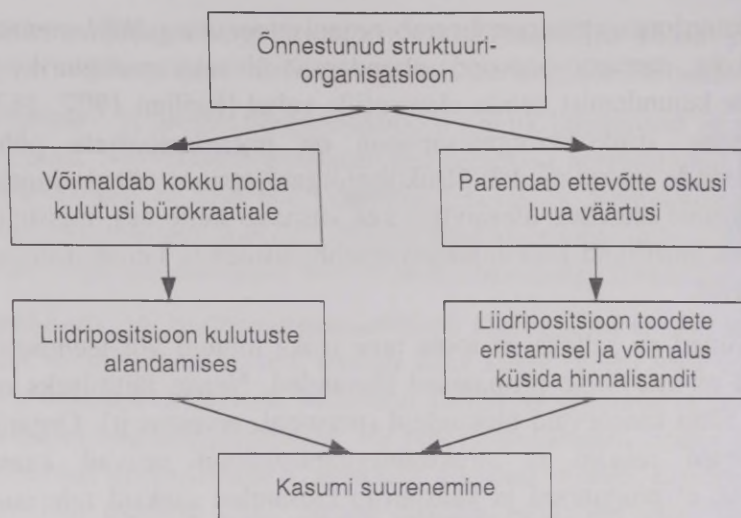 Õnnestunud struktuuri-
organisatsioon
Võimaldab kokku hoida
kulutusi bürokraatiale
Parendab ettevõtte oskusi
luua väärtusi
Liidripositsioon kulutuste
alandamises
Liidripositsioon toodete
eristamisel ja võimalus
küsida hinnalisandit
Kasumi suurenemine